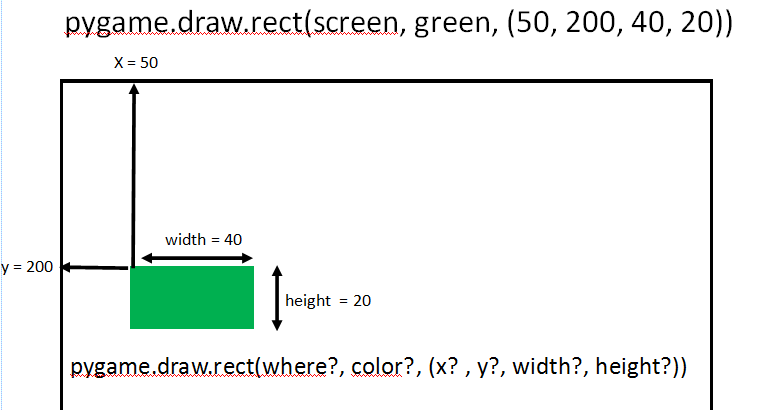 pygame.draw.rect(screen, green, (50, 200, 40, 20))
X = 50
width = 40
y = 200
height = 20
pygame.draw.rect(where?, color?, (x? , y?, width?, height?))